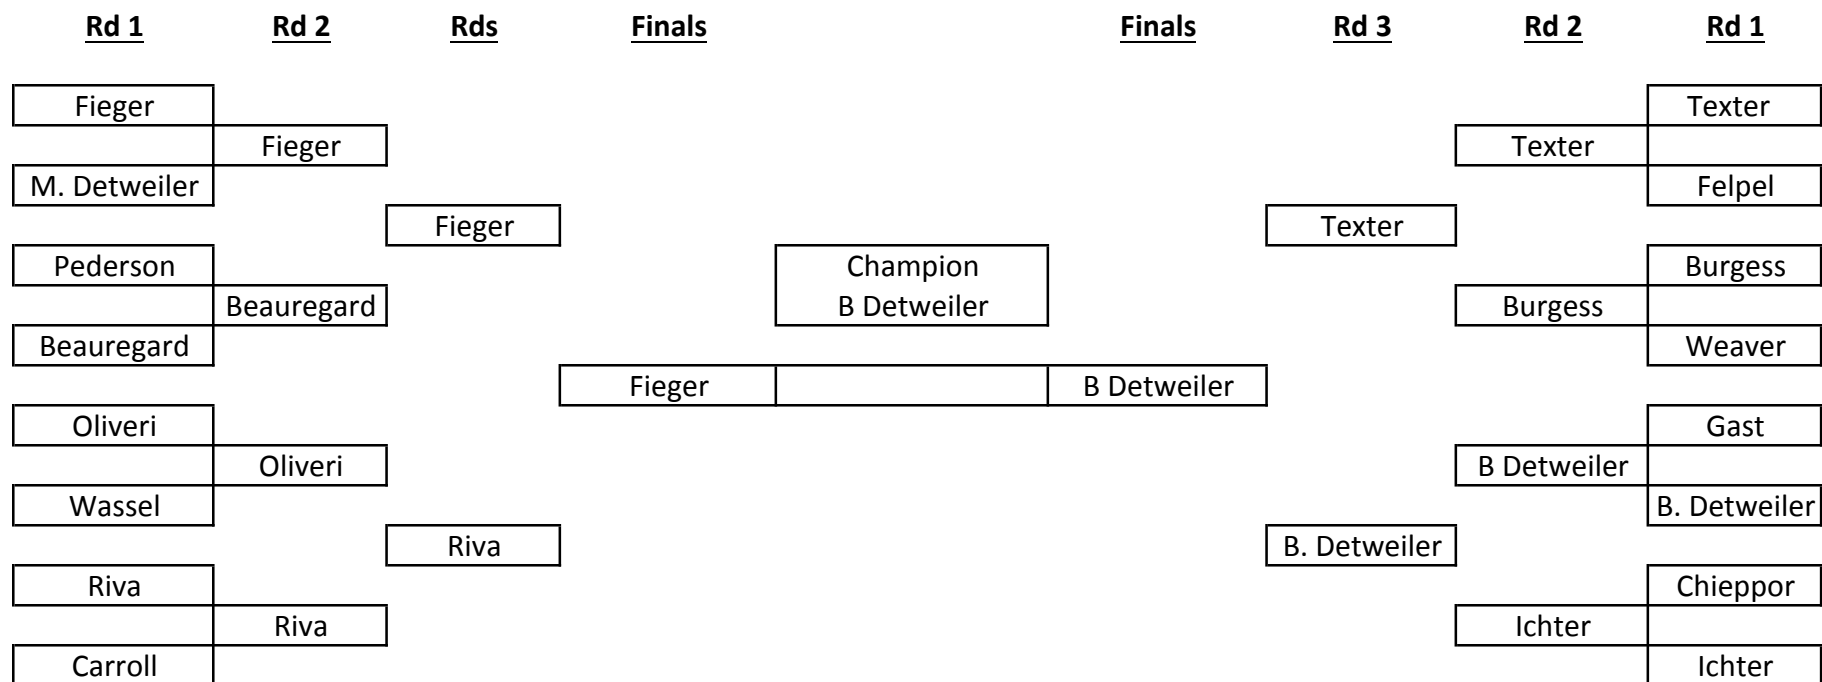 Rd 1 Rd 2 Rds Finals Finals Rd 3 Rd 2 Rd 1
Fieger Texter
Fieger Texter
M. Detweiler Felpel
Fieger Texter
Pederson Champion Burgess
Beauregard B Detweiler Burgess
Beauregard Weaver
Fieger B Detweiler
Oliveri Gast
Oliveri B Detweiler
Wassel B. Detweiler
Riva B. Detweiler
Riva Chieppor
Riva Ichter
Carroll Ichter